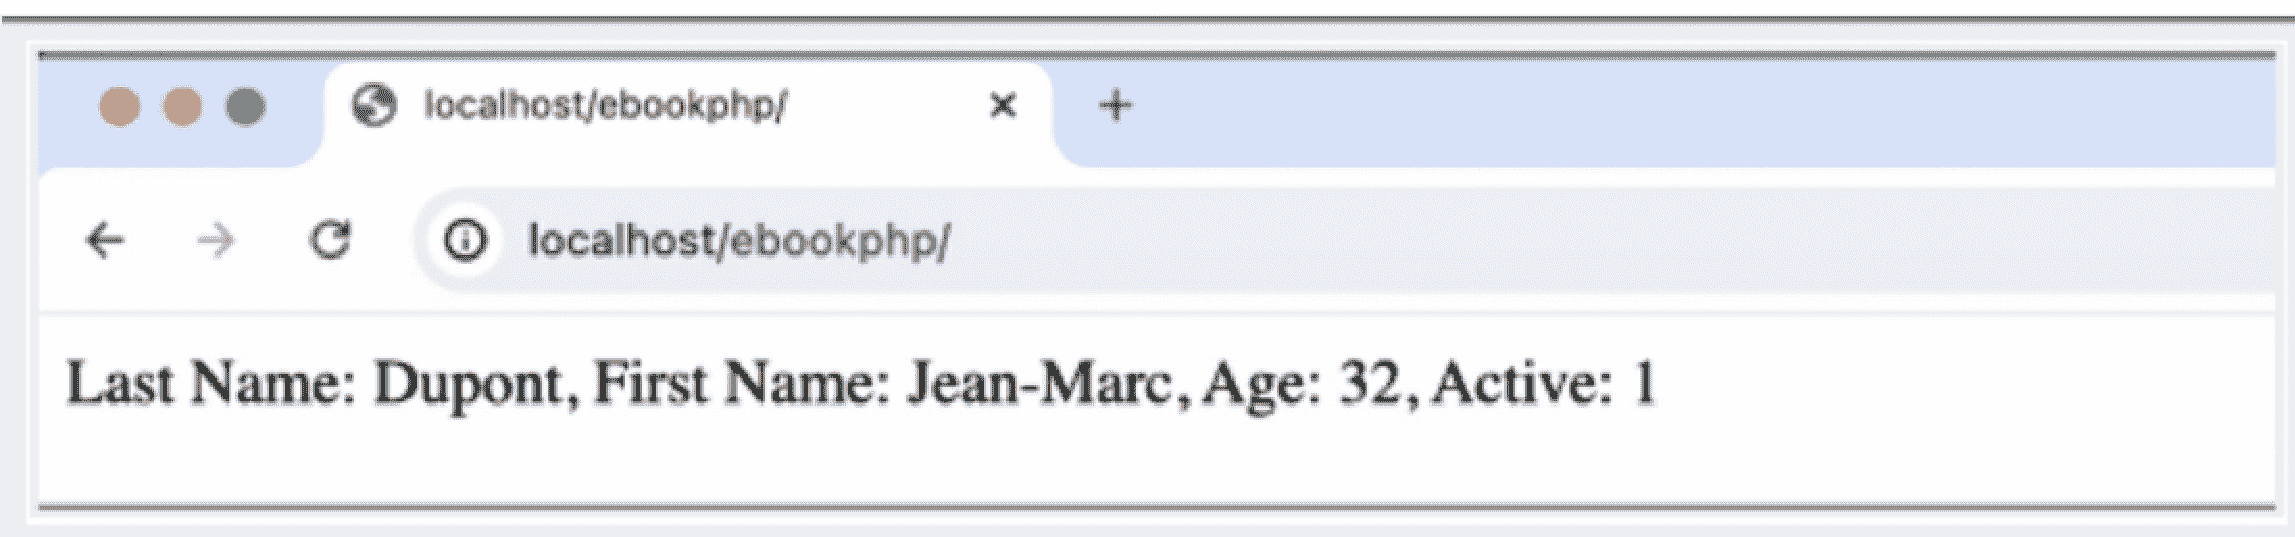 localhost/ebookphp/
localhost/ebookphp/
Last Name: Dupont, First Name: Jean-Marc, Age: 32, Active: 1